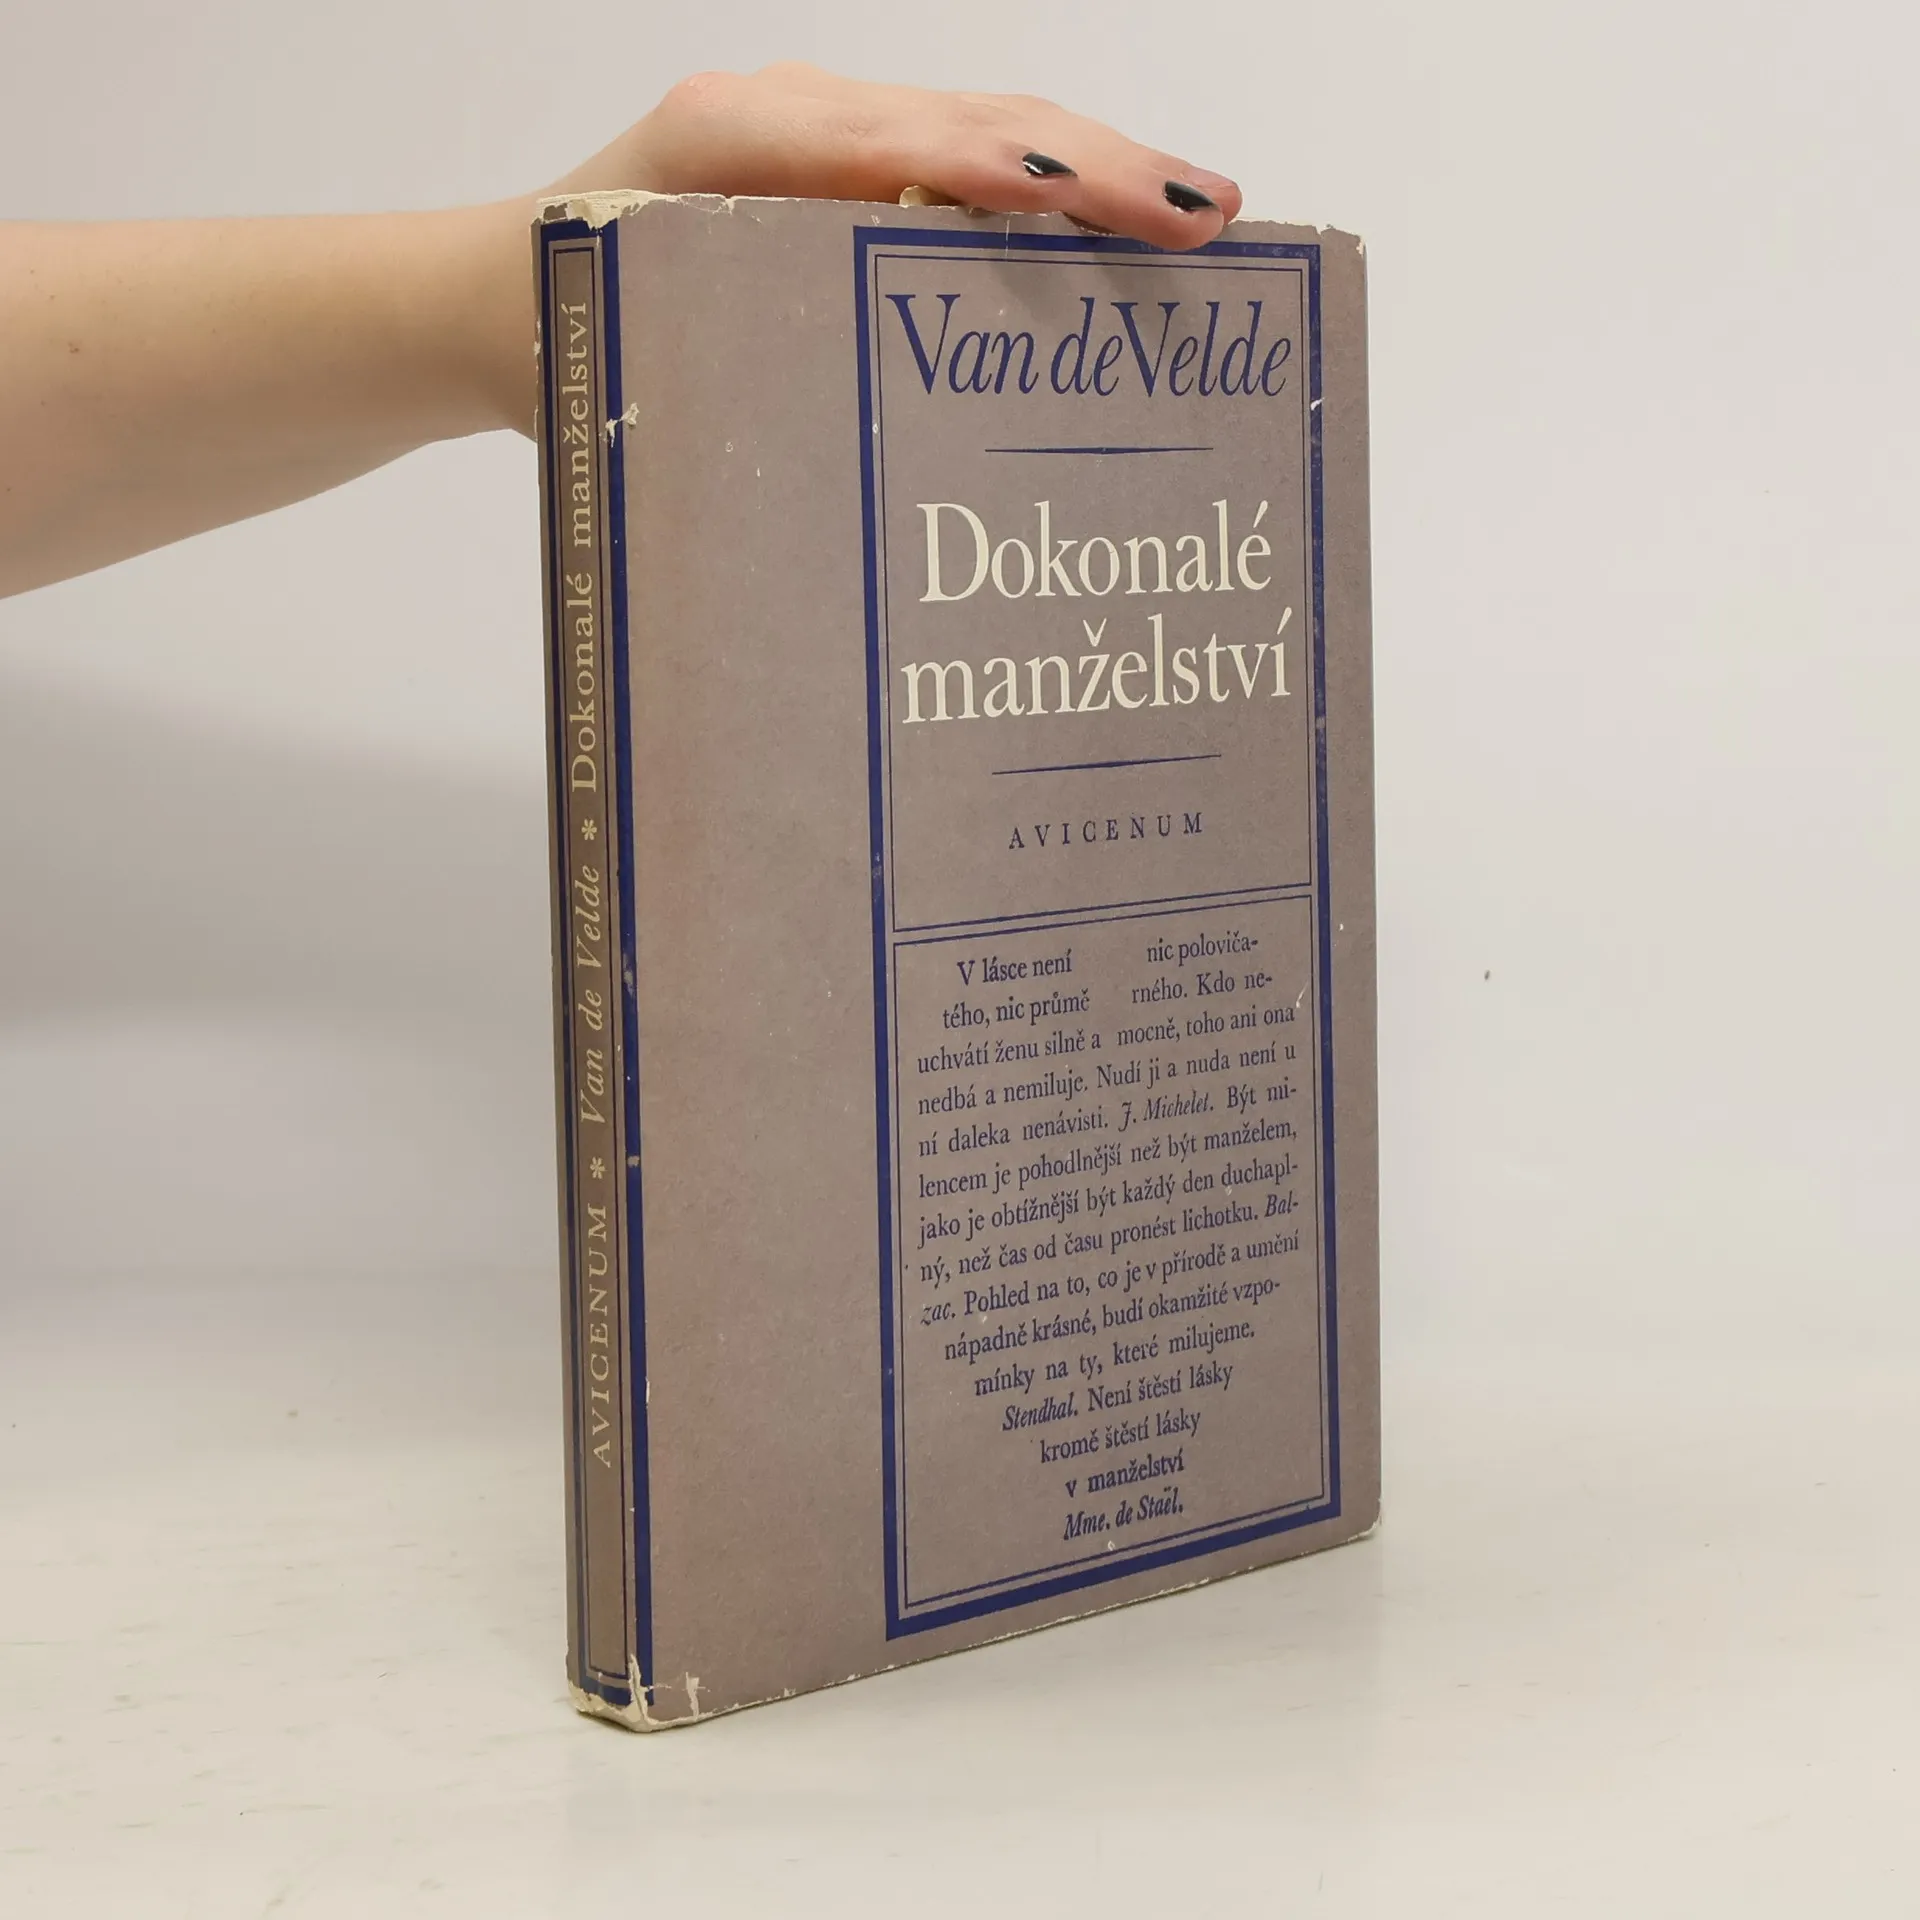 AVICENUM * Van de Velde * Dokonalé manželství
Van de Velde
Dokonalé
manželství
AVICENUM
V lásce není nic poloviča-
tého, nic průmě rného. Kdo ne-
uchvátí ženu silně a mocně, toho ani ona
nedbá a nemiluje. Nudí ji a nuda není u
ní daleka nenávisti. J. Michelet. Být mi-
lencem je pohodlnější než být manželem,
jako je obtížnější být každý den duchapl-
ný, než čas od času pronést lichotku. Bal-
zac. Pohled na to, co je v přírodě a umění
nápadně krásné, budí okamžité vzpo-
mínky na ty, které milujeme.
Stendhal. Není štěstí lásky
kromě štěstí lásky
v manželství
Mme. de Staël.